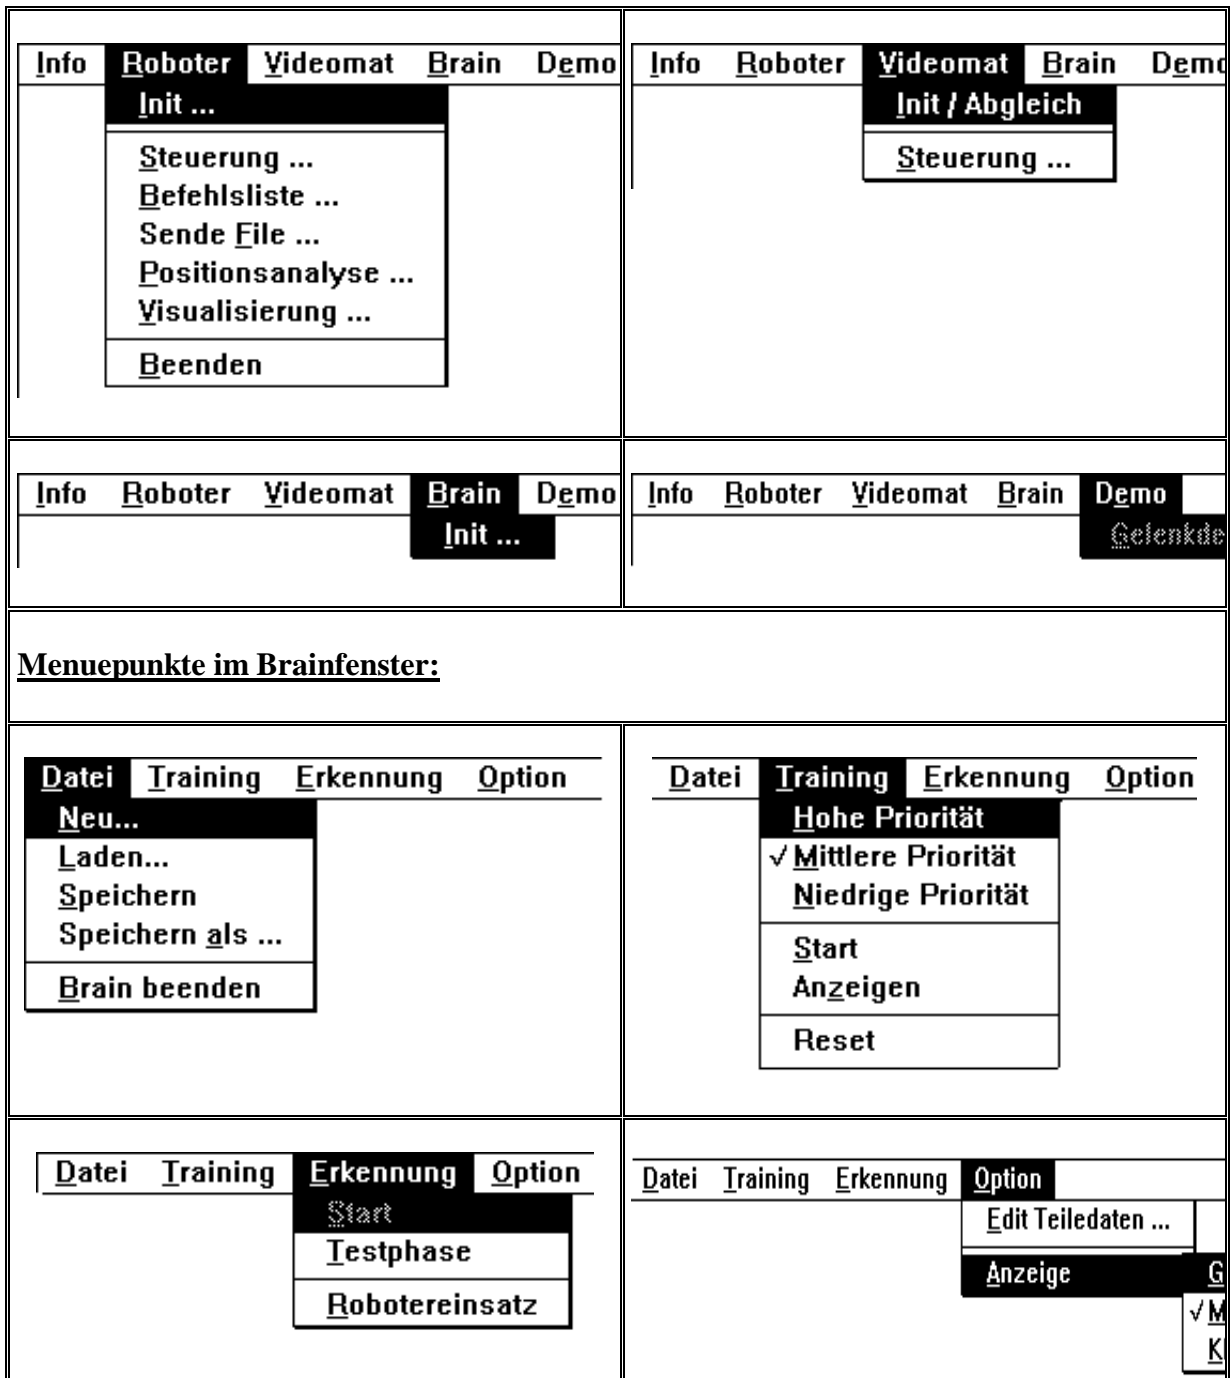 Info Roboter Videomat Brain Demo
Init ...
Steuerung ...
Befehlsliste ...
Sende File ...
Positionsanalyse ...
Visualisierung ...
Beenden
Info Roboter Videomat Brain Demo
Init / Abgleich
Steuerung ...
Info Roboter Videomat Brain Demo
Init ...
Info Roboter Videomat Brain Demo
Menuepunkte im Brainfenster:
Datei Training Erkennung Option
Neu...
Laden...
Speichern
Speichern als ...
Brain beenden
Datei Training Erkennung Option
Hohe Priorität
√ Mittlere Priorität
Niedrige Priorität
Start
Anzeigen
Reset
Datei Training Erkennung Option
Start
Testphase
Robotereinsatz
Datei Training Erkennung Option
Edit Teiledaten ...
Anzeige